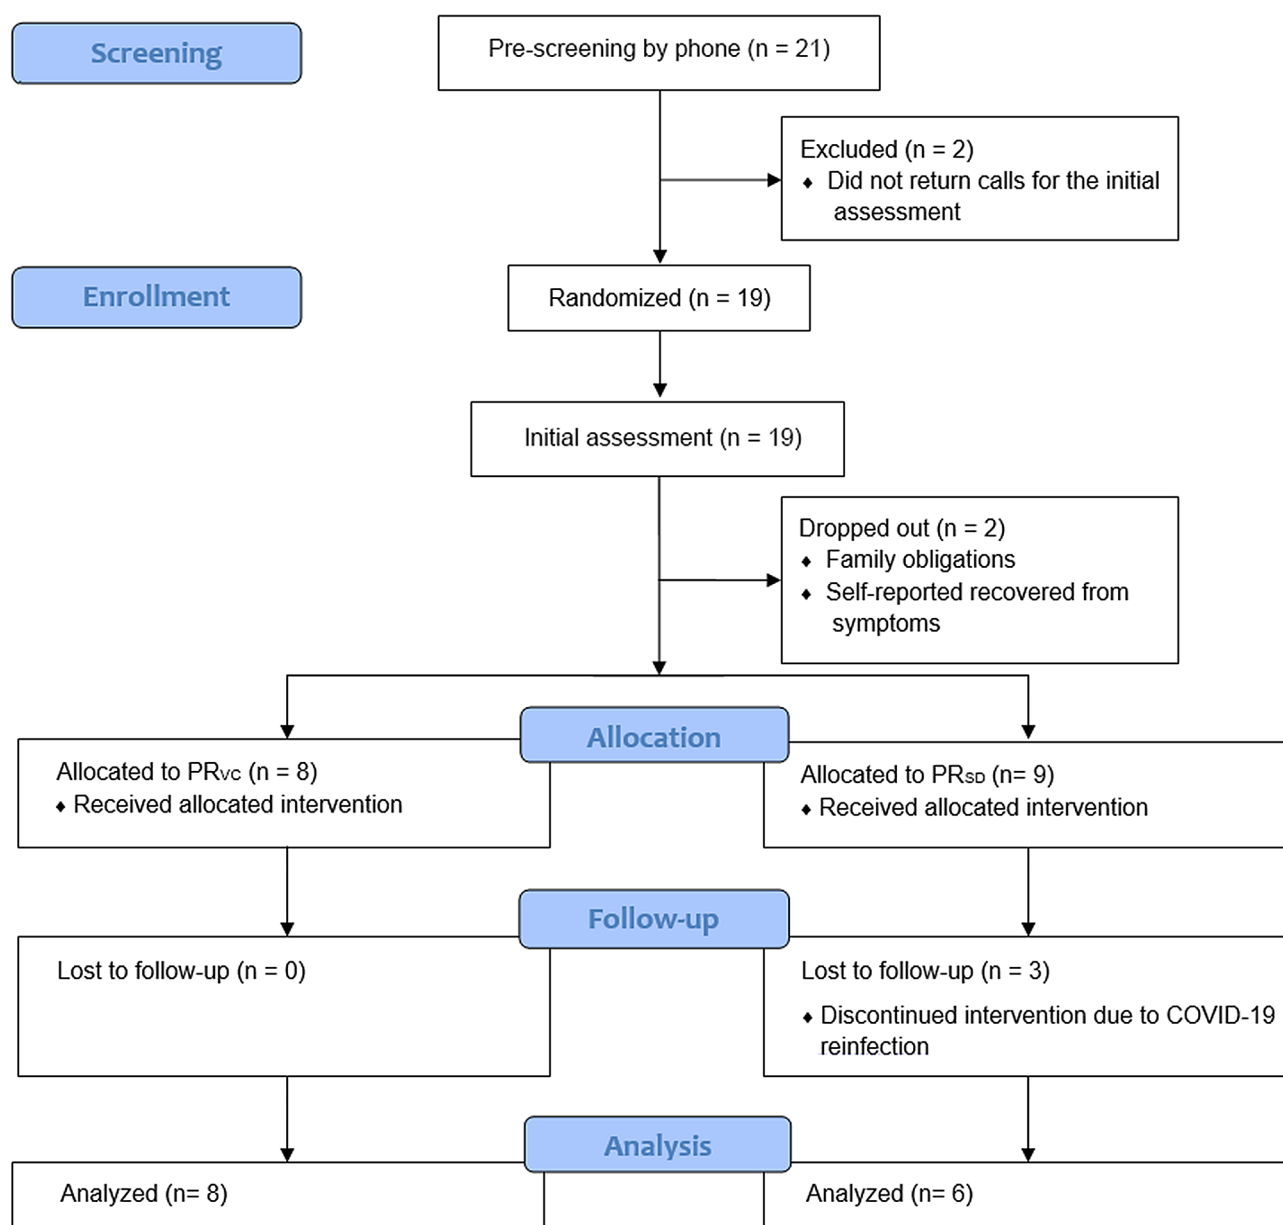 Screening
Pre-screening by phone (n = 21)
Excluded (n = 2)
♦ Did not return calls for the initial
assessment
Enrollment
Randomized (n = 19)
Initial assessment (n = 19)
Dropped out (n = 2)
♦ Family obligations
♦ Self-reported recovered from
symptoms
Allocation
Allocated to PRVC (n = 8)
♦ Received allocated intervention
Allocated to PRSD (n= 9)
♦ Received allocated intervention
Follow-up
Lost to follow-up (n = 0)
Lost to follow-up (n = 3)
♦ Discontinued intervention due to COVID-19
reinfection
Analysis
Analyzed (n= 8)
Analyzed (n= 6)